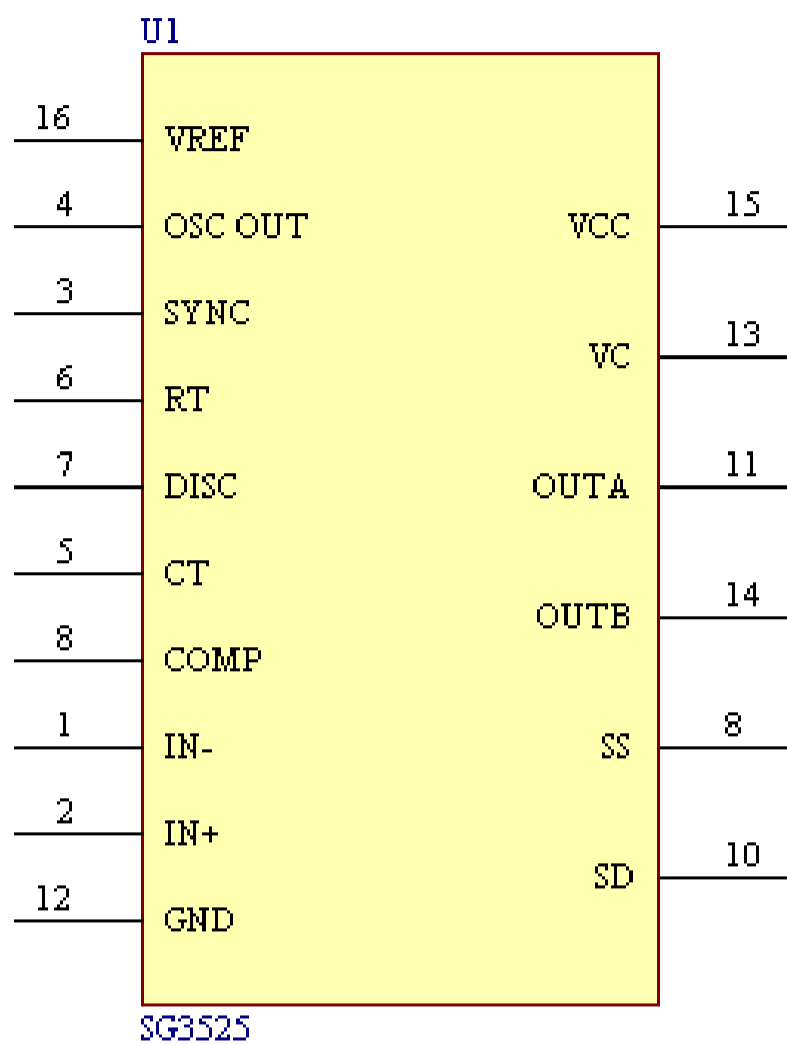 U1
16 VREF
4 OSC OUT VCC 15
3 SYNC
VC 13
6 RT
7 DISC OUTA 11
5 CT
OUTB 14
8 COMP
1 IN- SS 8
2 IN+
SD 10
12 GND
SG3525